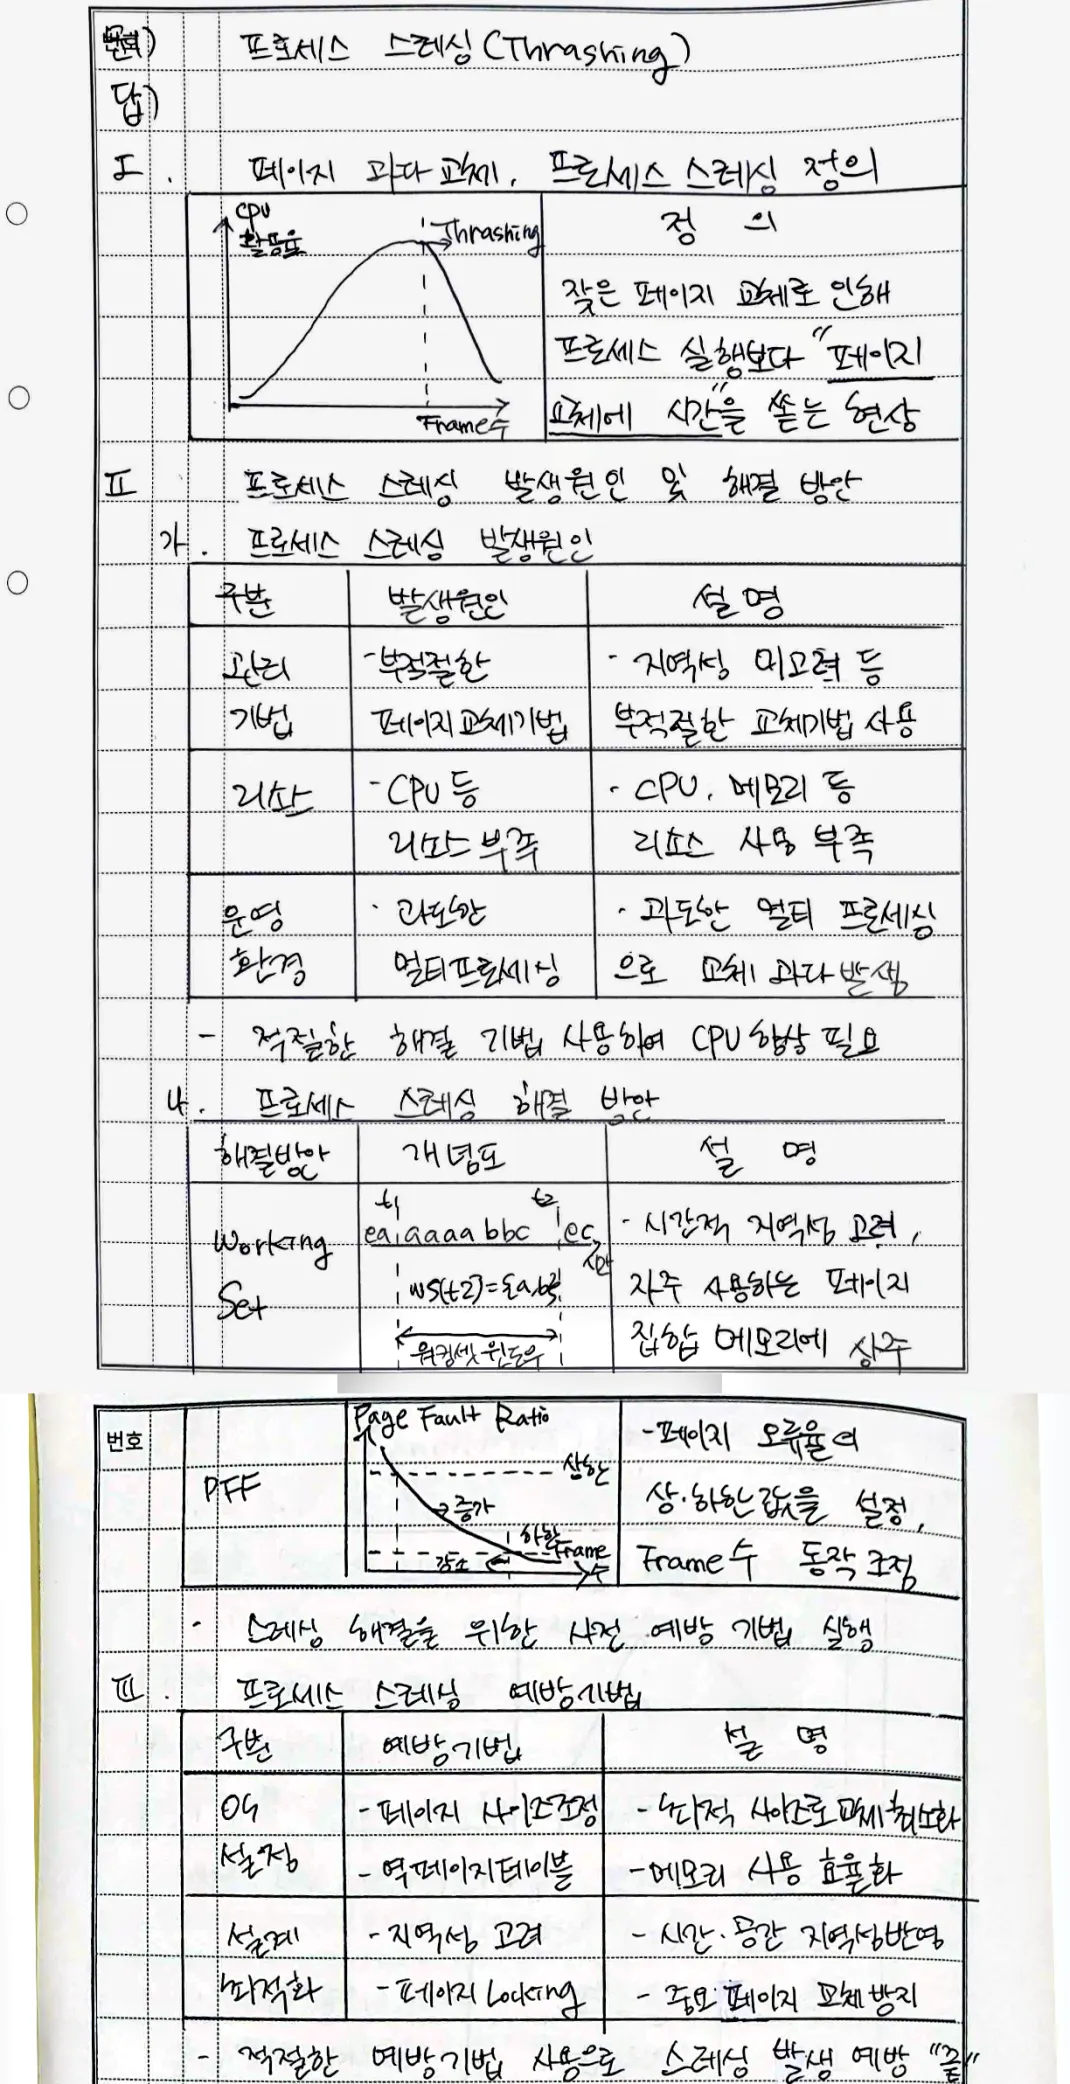 문제) 프로세스 스레싱(Thrashing)
답)
I. 페이지 과다 교체, 프로세스 스레싱 정의
CPU
활용율
Thrashing
Frame수
정 의
잦은 페이지 교체로 인해
프로세스 실행보다 "페이지
교체에 시간"을 쏟는 현상
II 프로세스 스레싱 발생원인 및 해결 방안
가. 프로세스 스레싱 발생원인
구분 발생원인 설명
관리 -부적절한 - 지역성 미고려 등
기법 페이지교체기법 부적절한 교체기법 사용
리소스 - CPU 등 - CPU, 메모리 등
리소스 부족 리소스 사용 부족
운영 - 과도한 - 과도한 멀티 프로세싱
환경 멀티프로세싱 으로 교체 과다 발생
- 적절한 해결 기법 사용하여 CPU 향상 필요
나. 프로세스 스레싱 해결 방안
해결방안 개념도 설 명
Working
Set
t1 t2
ea aaaa bbc ec
시간
ws(t2)={a,b,c}
워킹셋 윈도우
- 시간적 지역성 고려,
자주 사용하는 페이지
집합 메모리에 상주
번호
PFF
Page Fault Ratio
상한
증가
하한
감소
Frame
수
-페이지 오류율의
상·하한값을 설정,
Frame수 동작 조정
- 스레싱 해결을 위한 사전 예방 기법 실행
III. 프로세스 스레싱 예방기법
구분 예방기법 설 명
OS - 페이지 사이즈조정 - 최적 사이즈로 교체 최소화
설정 - 역페이지테이블 - 메모리 사용 효율화
설계 - 지역성 고려 - 시간·공간 지역성반영
최적화 - 페이지 Locking - 중요 페이지 교체 방지
- 적절한 예방기법 사용으로 스레싱 발생 예방 "끝"